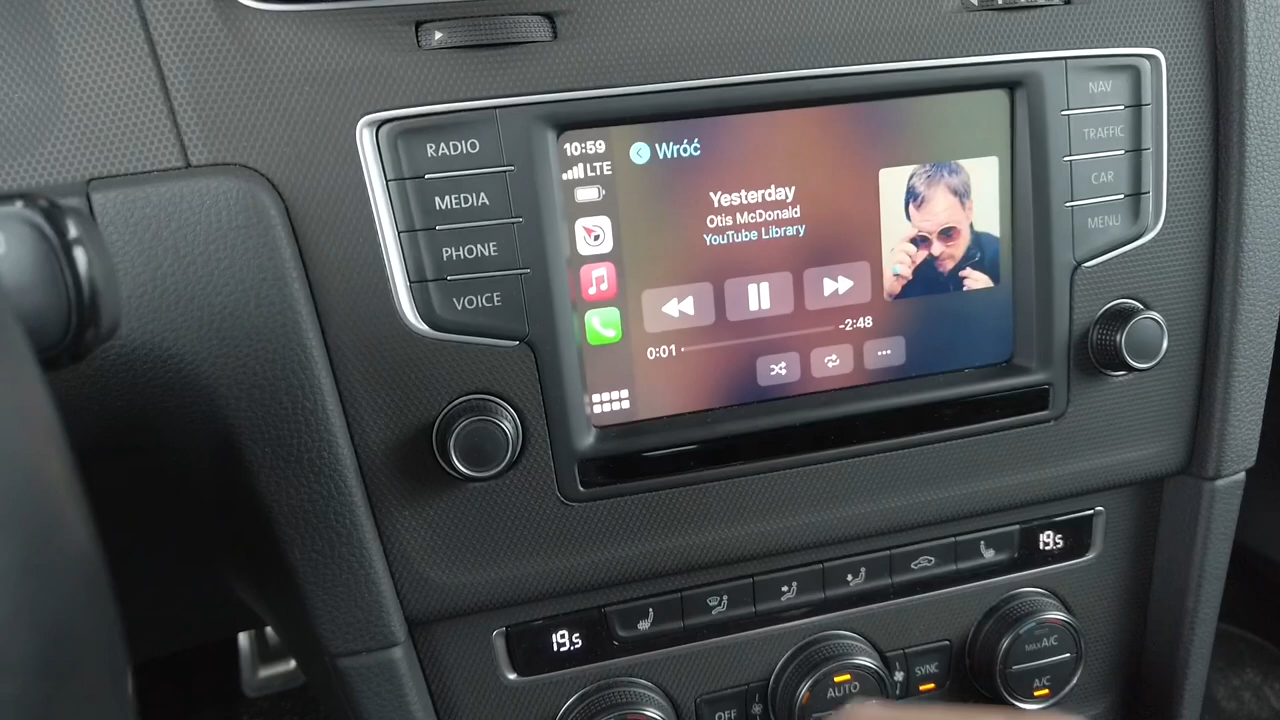 RADIO
MEDIA
PHONE
VOICE
10:59
LTE
Wróć
Yesterday
Otis McDonald
YouTube Library
-2:48
0:01
NAV
TRAFFIC
CAR
MENU
19.5
19.5
OFF
AUTO
SYNC
MAX A/C
A/C